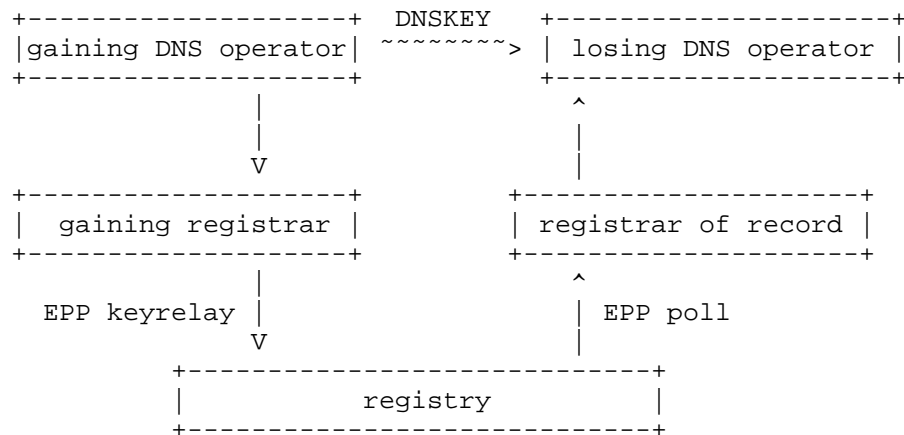 DNSKEY
gaining DNS operator ~~~~~~~~> losing DNS operator
gaining registrar registrar of record
EPP keyrelay EPP poll
registry